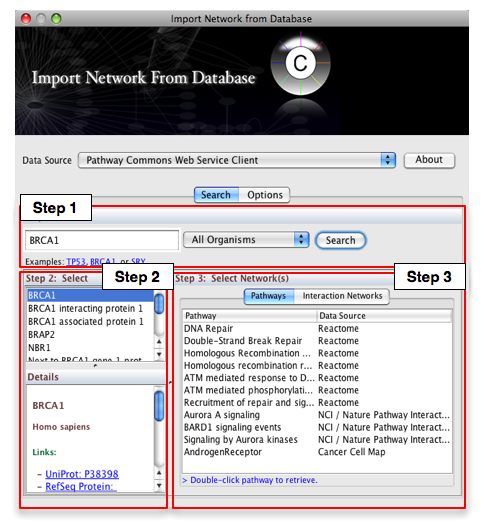 Import Network from Database
Import Network From Database
C
Data Source Pathway Commons Web Service Client About
Search Options
Step 1
BRCA1 All Organisms Search
Examples: TP53, BRCA1, or SRY
Step 2: Select
Step 2
BRCA1
BRCA1 interacting protein 1
BRCA1 associated protein 1
BRAP2
NBR1
Next to BRCA1 gene 1 prot
Details
BRCA1
Homo sapiens
Links:
- UniProt: P38398
- RefSeq Protein:
Step 3: Select Network(s)
Step 3
Pathways Interaction Networks
Pathway Data Source
DNA Repair Reactome
Double-Strand Break Repair Reactome
Homologous Recombination ... Reactome
Homologous recombination r... Reactome
ATM mediated response to D... Reactome
ATM mediated phosphorylati... Reactome
Recruitment of repair and sig... Reactome
Aurora A signaling NCI / Nature Pathway Interact...
BARD1 signaling events NCI / Nature Pathway Interact...
Signaling by Aurora kinases NCI / Nature Pathway Interact...
AndrogenReceptor Cancer Cell Map
> Double-click pathway to retrieve.